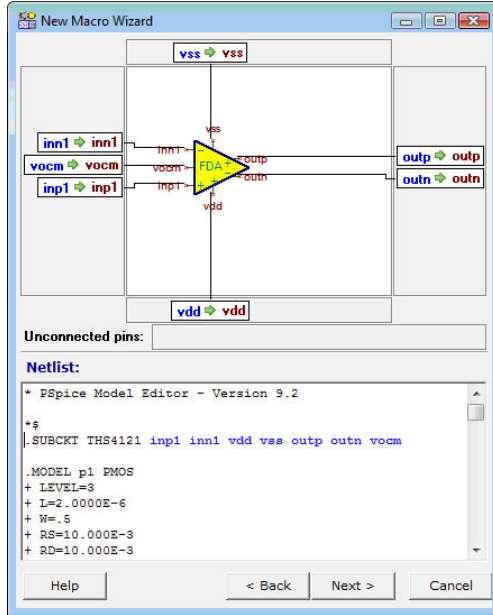 New Macro Wizard
vss vss
vss
inn1 inn1
inn1
vocm vocm
vocm
FDA
outp
outp outp
inp1 inp1
inp1
outn
outn outn
vdd
vdd vdd
Unconnected pins:
Netlist:
* PSpice Model Editor - Version 9.2
*$
.SUBCKT THS4121 inp1 inn1 vdd vss outp outn vocm
.MODEL p1 PMOS
+ LEVEL=3
+ L=2.0000E-6
+ W=.5
+ RS=10.000E-3
+ RD=10.000E-3
Help
< Back
Next >
Cancel